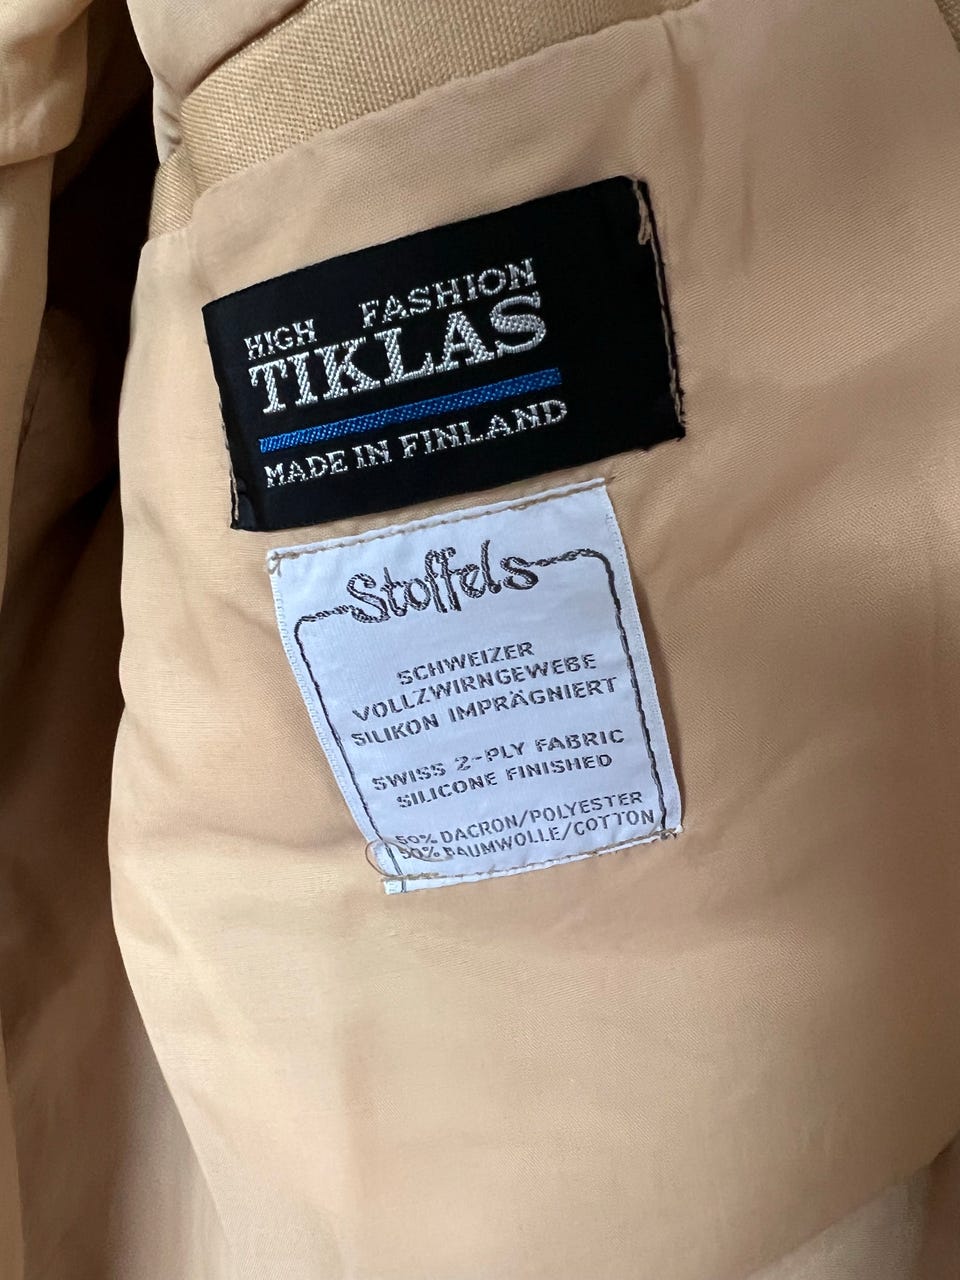 HIGH FASHION
TIKLAS
MADE IN FINLAND
Stoffels
SCHWEIZER
VOLLZWIRNGEWEBE
SILIKON IMPRÄGNIERT
SWISS 2-PLY FABRIC
SILICONE FINISHED
50% DACRON/POLYESTER
50% BAUMWOLLE/COTTON